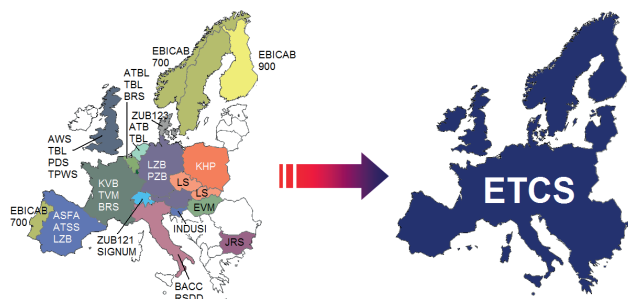 EBICAB
700
EBICAB
900
ATBL
TBL
BRS
ZUB123
ATB
TBL
AWS
TBL
PDS
TPWS
LZB
PZB
KHP
LS
LS
KVB
TVM
BRS
EVM
EBICAB
700
ASFA
ATSS
LZB
ZUB121
SIGNUM
INDUSI
JRS
BACC
RSDD
ETCS